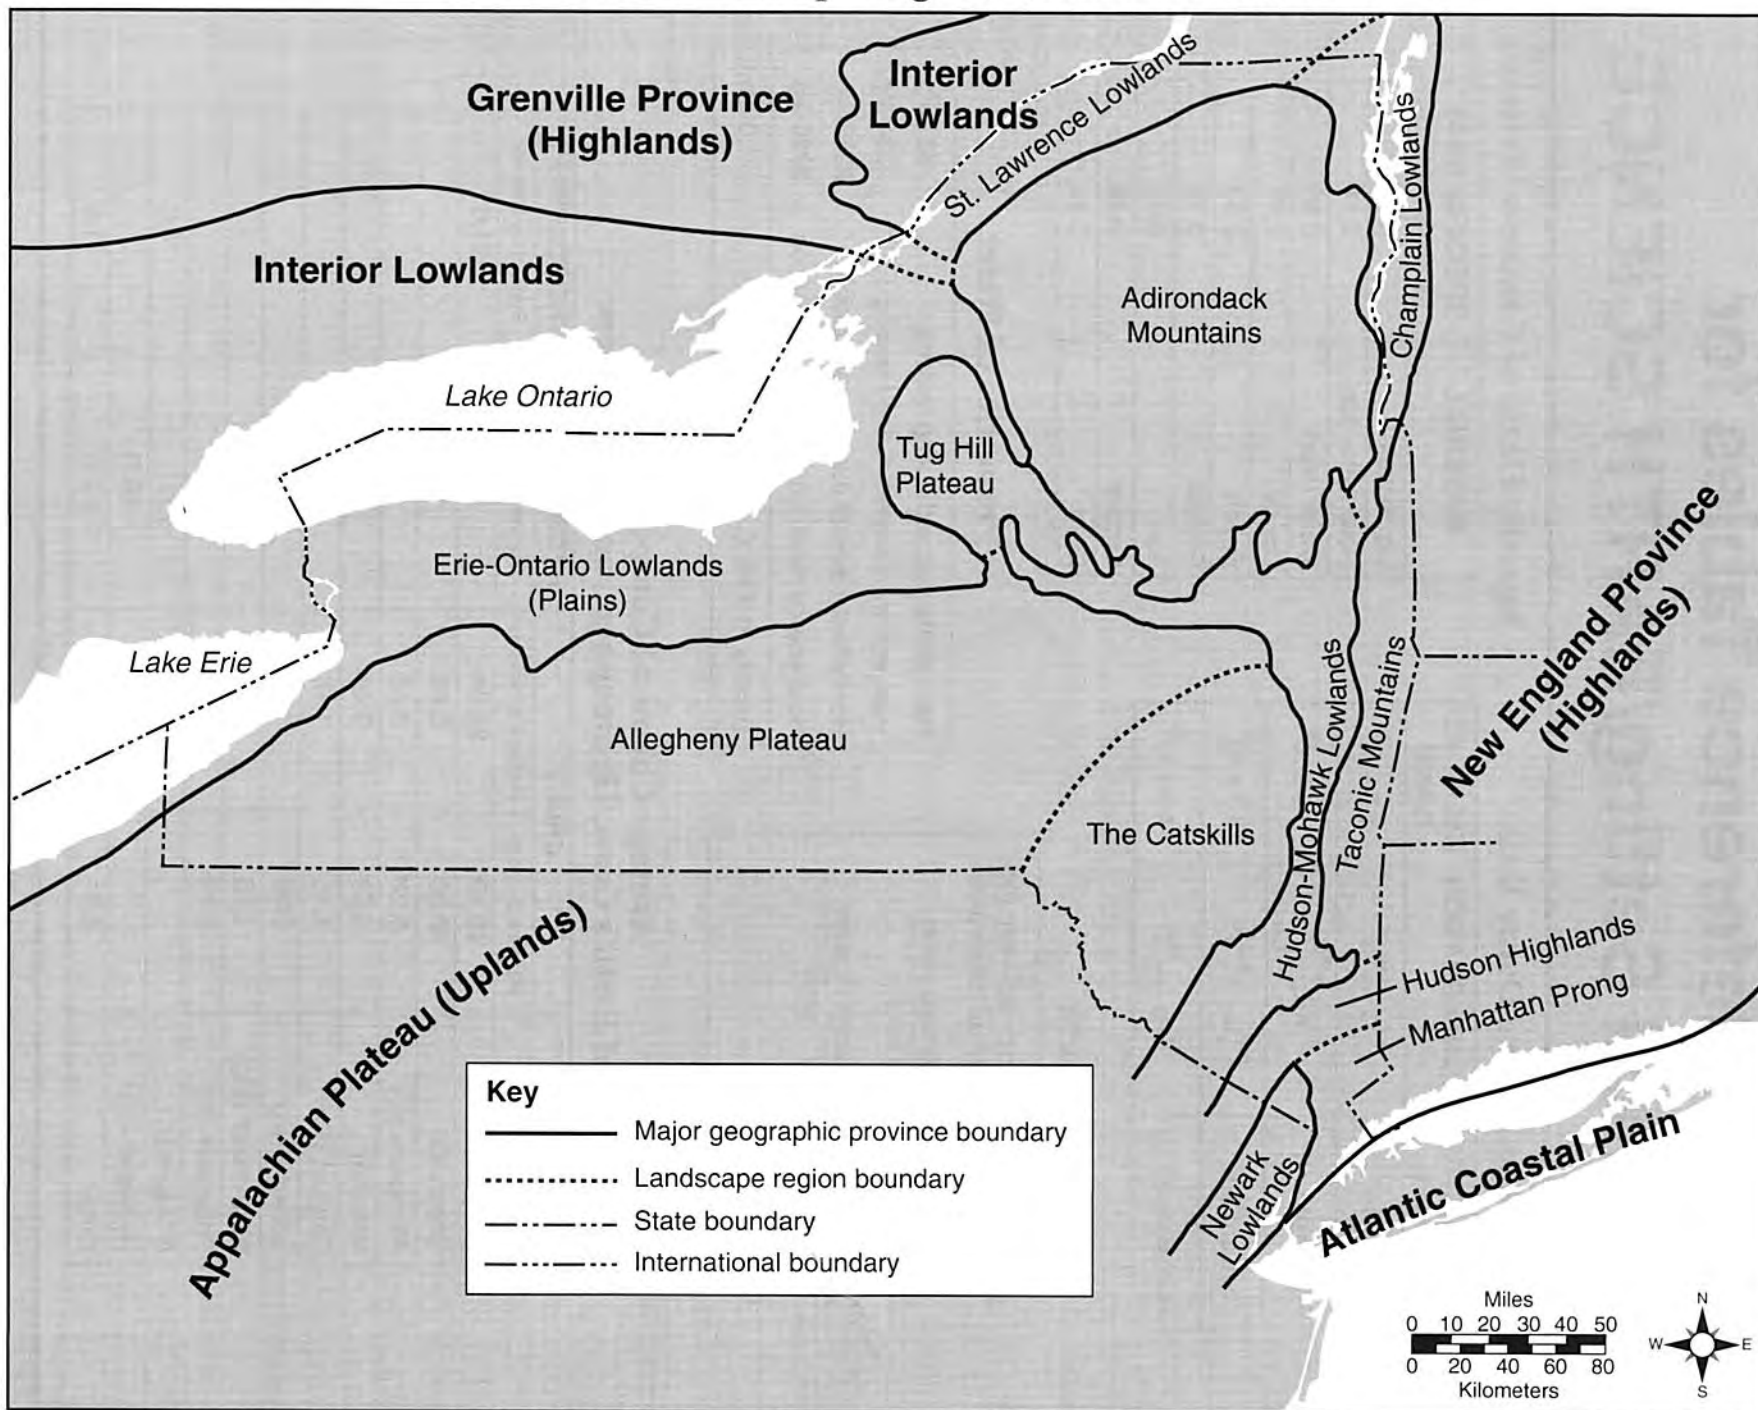 Grenville Province
(Highlands)
Interior
Lowlands
St. Lawrence Lowlands
Champlain Lowlands
Interior Lowlands
Adirondack
Mountains
Lake Ontario
Tug Hill
Plateau
Erie-Ontario Lowlands
(Plains)
Lake Erie
Allegheny Plateau
The Catskills
Hudson-Mohawk Lowlands
Taconic Mountains
New England Province
(Highlands)
Appalachian Plateau (Uplands)
Hudson Highlands
Manhattan Prong
Newark
Lowlands
Atlantic Coastal Plain
Key
Major geographic province boundary
Landscape region boundary
State boundary
International boundary
Miles
0 10 20 30 40 50
0 20 40 60 80
Kilometers
N
W E
S